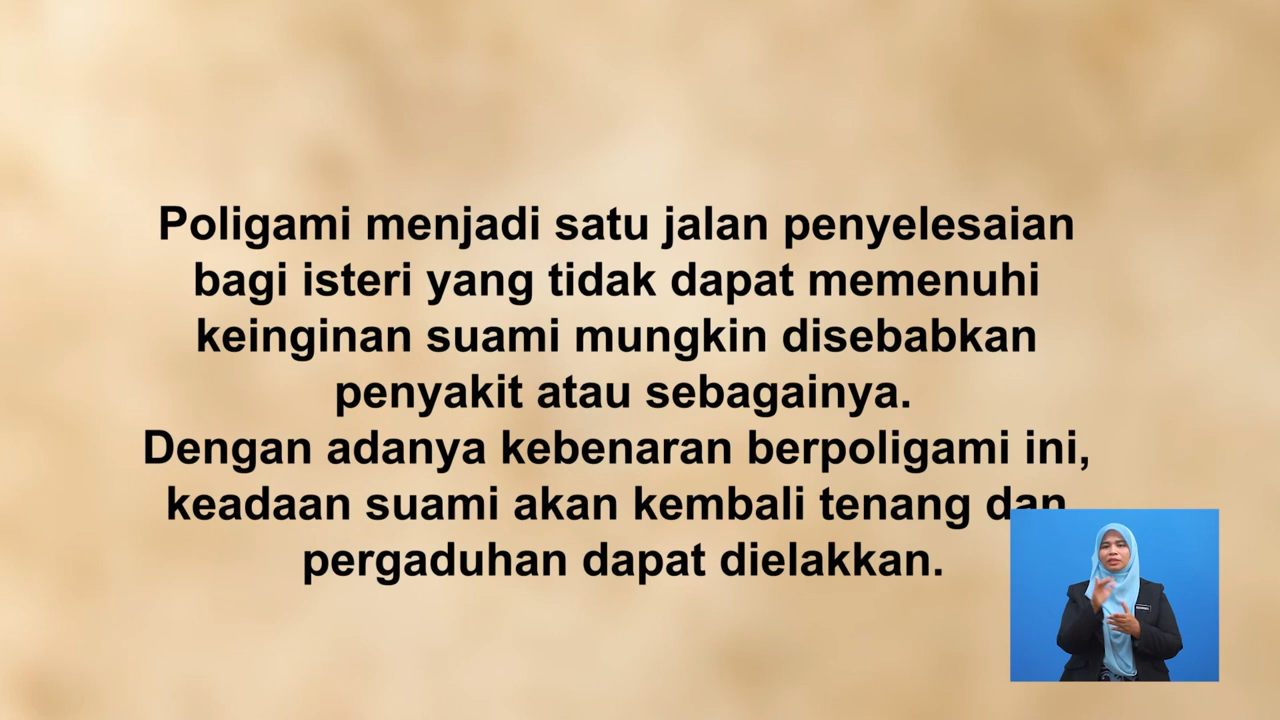 Poligami menjadi satu jalan penyelesaian
bagi isteri yang tidak dapat memenuhi
keinginan suami mungkin disebabkan
penyakit atau sebagainya.
Dengan adanya kebenaran berpoligami ini,
keadaan suami akan kembali tenang dan
pergaduhan dapat dielakkan.